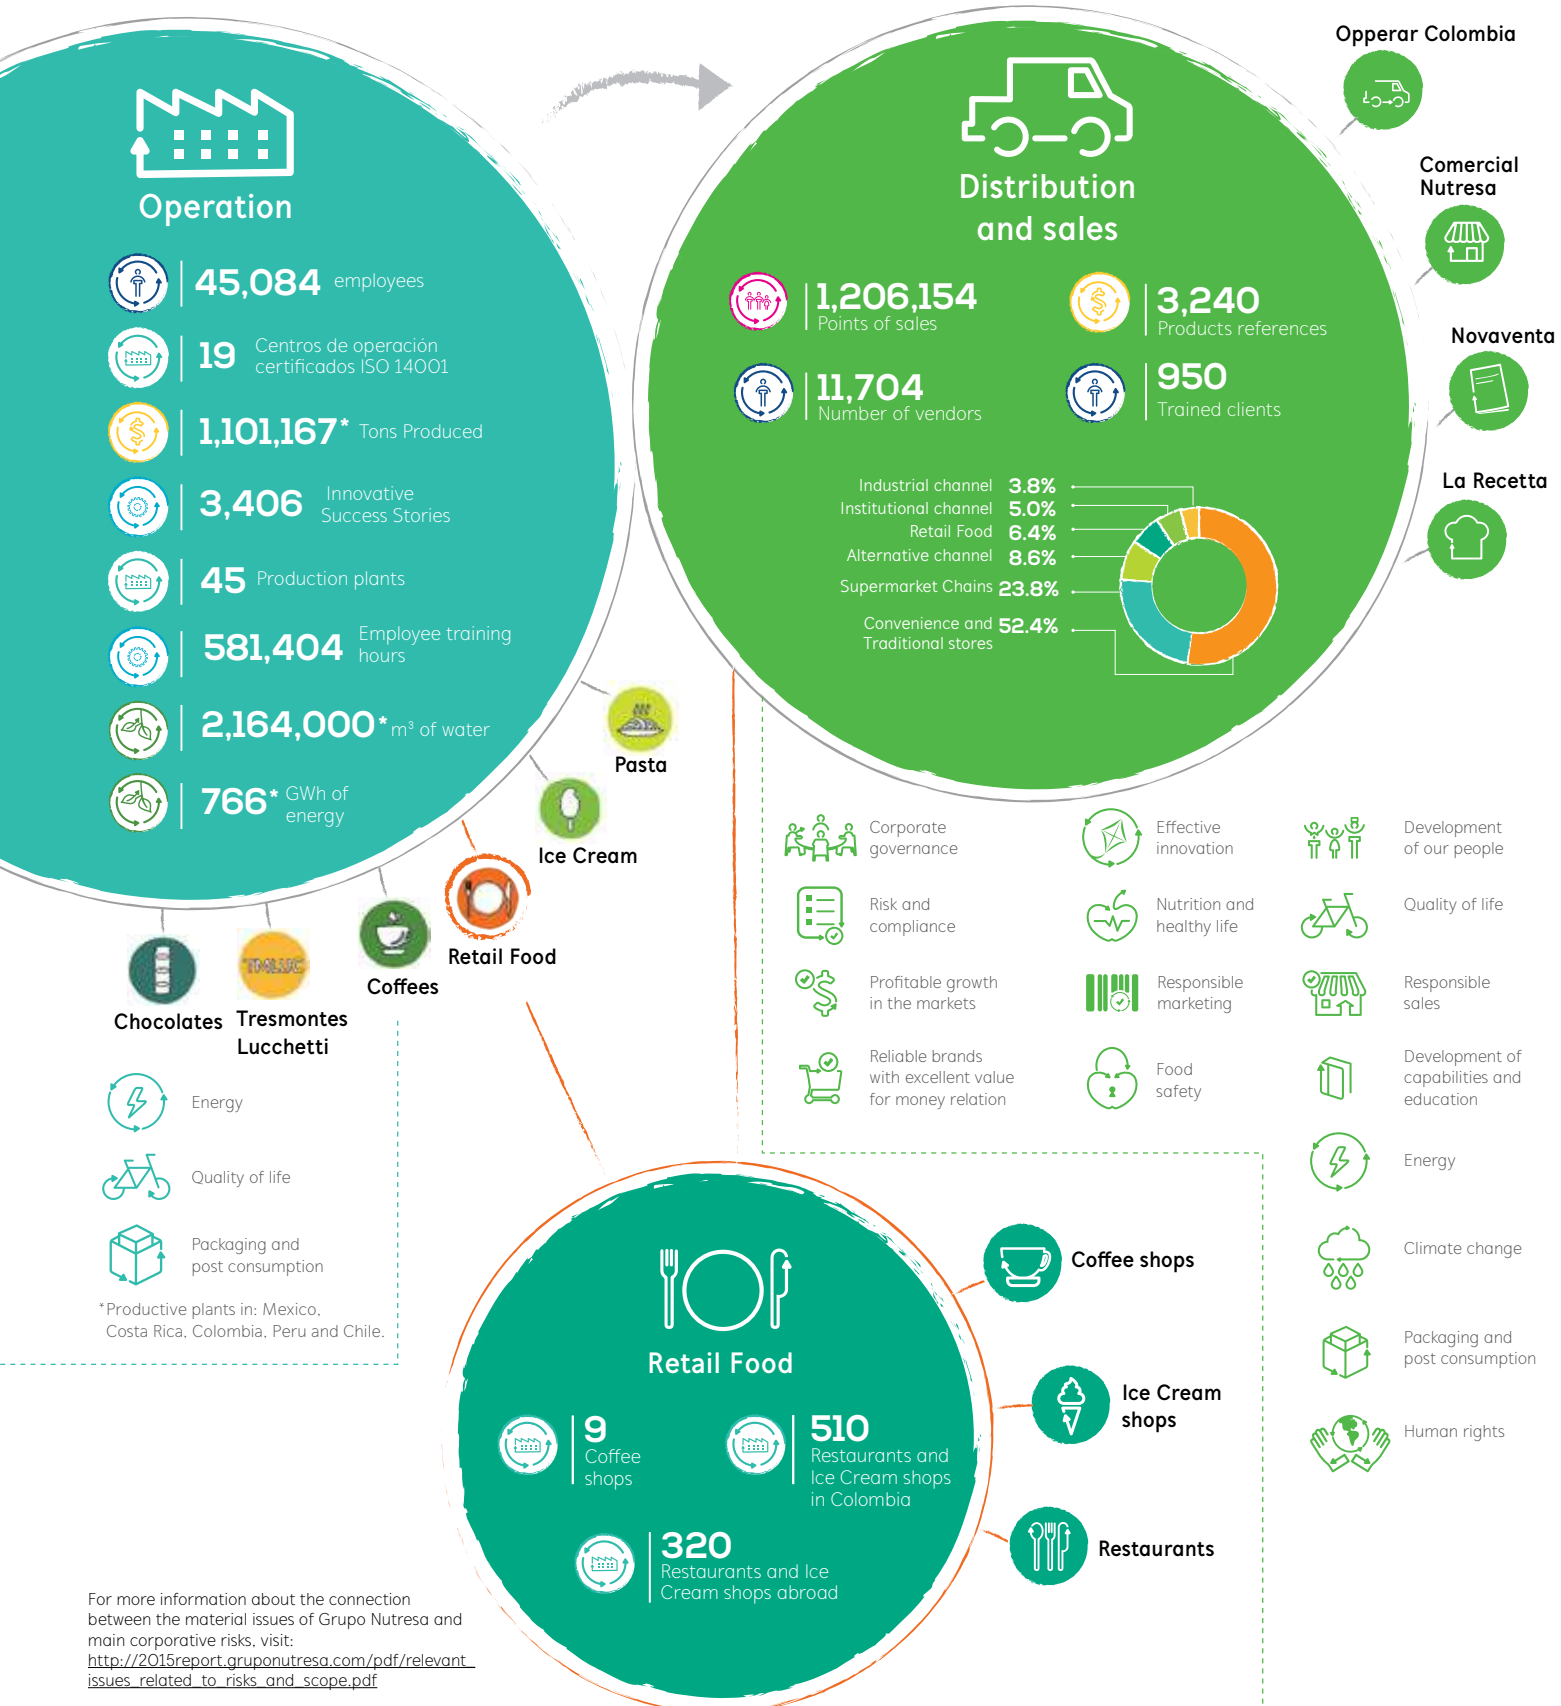 Operation
45,084 employees
19 Centros de operación
certificados ISO 14001
1,101,167* Tons Produced
3,406 Innovative
Success Stories
45 Production plants
581,404 Employee training
hours
2,164,000* m³ of water
766* GWh of
energy
Distribution
and sales
1,206,154
Points of sales
3,240
Products references
11,704
Number of vendors
950
Trained clients
Industrial channel 3.8%
Institutional channel 5.0%
Retail Food 6.4%
Alternative channel 8.6%
Supermarket Chains 23.8%
Convenience and 52.4%
Traditional stores
Opperar Colombia
Comercial
Nutresa
Novaventa
La Recetta
Pasta
Ice Cream
Retail Food
Coffees
TMLUC
Tresmontes
Lucchetti
Chocolates
Energy
Quality of life
Packaging and
post consumption
*Productive plants in: Mexico,
Costa Rica, Colombia, Peru and Chile.
Corporate
governance
Risk and
compliance
Profitable growth
in the markets
Reliable brands
with excellent value
for money relation
Effective
innovation
Nutrition and
healthy life
Responsible
marketing
Food
safety
Development
of our people
Quality of life
Responsible
sales
Development of
capabilities and
education
Energy
Climate change
Packaging and
post consumption
Human rights
Retail Food
9
Coffee
shops
510
Restaurants and
Ice Cream shops
in Colombia
320
Restaurants and Ice
Cream shops abroad
Coffee shops
Ice Cream
shops
Restaurants
For more information about the connection
between the material issues of Grupo Nutresa and
main corporative risks, visit:
http://2015report.gruponutresa.com/pdf/relevant_
issues_related_to_risks_and_scope.pdf